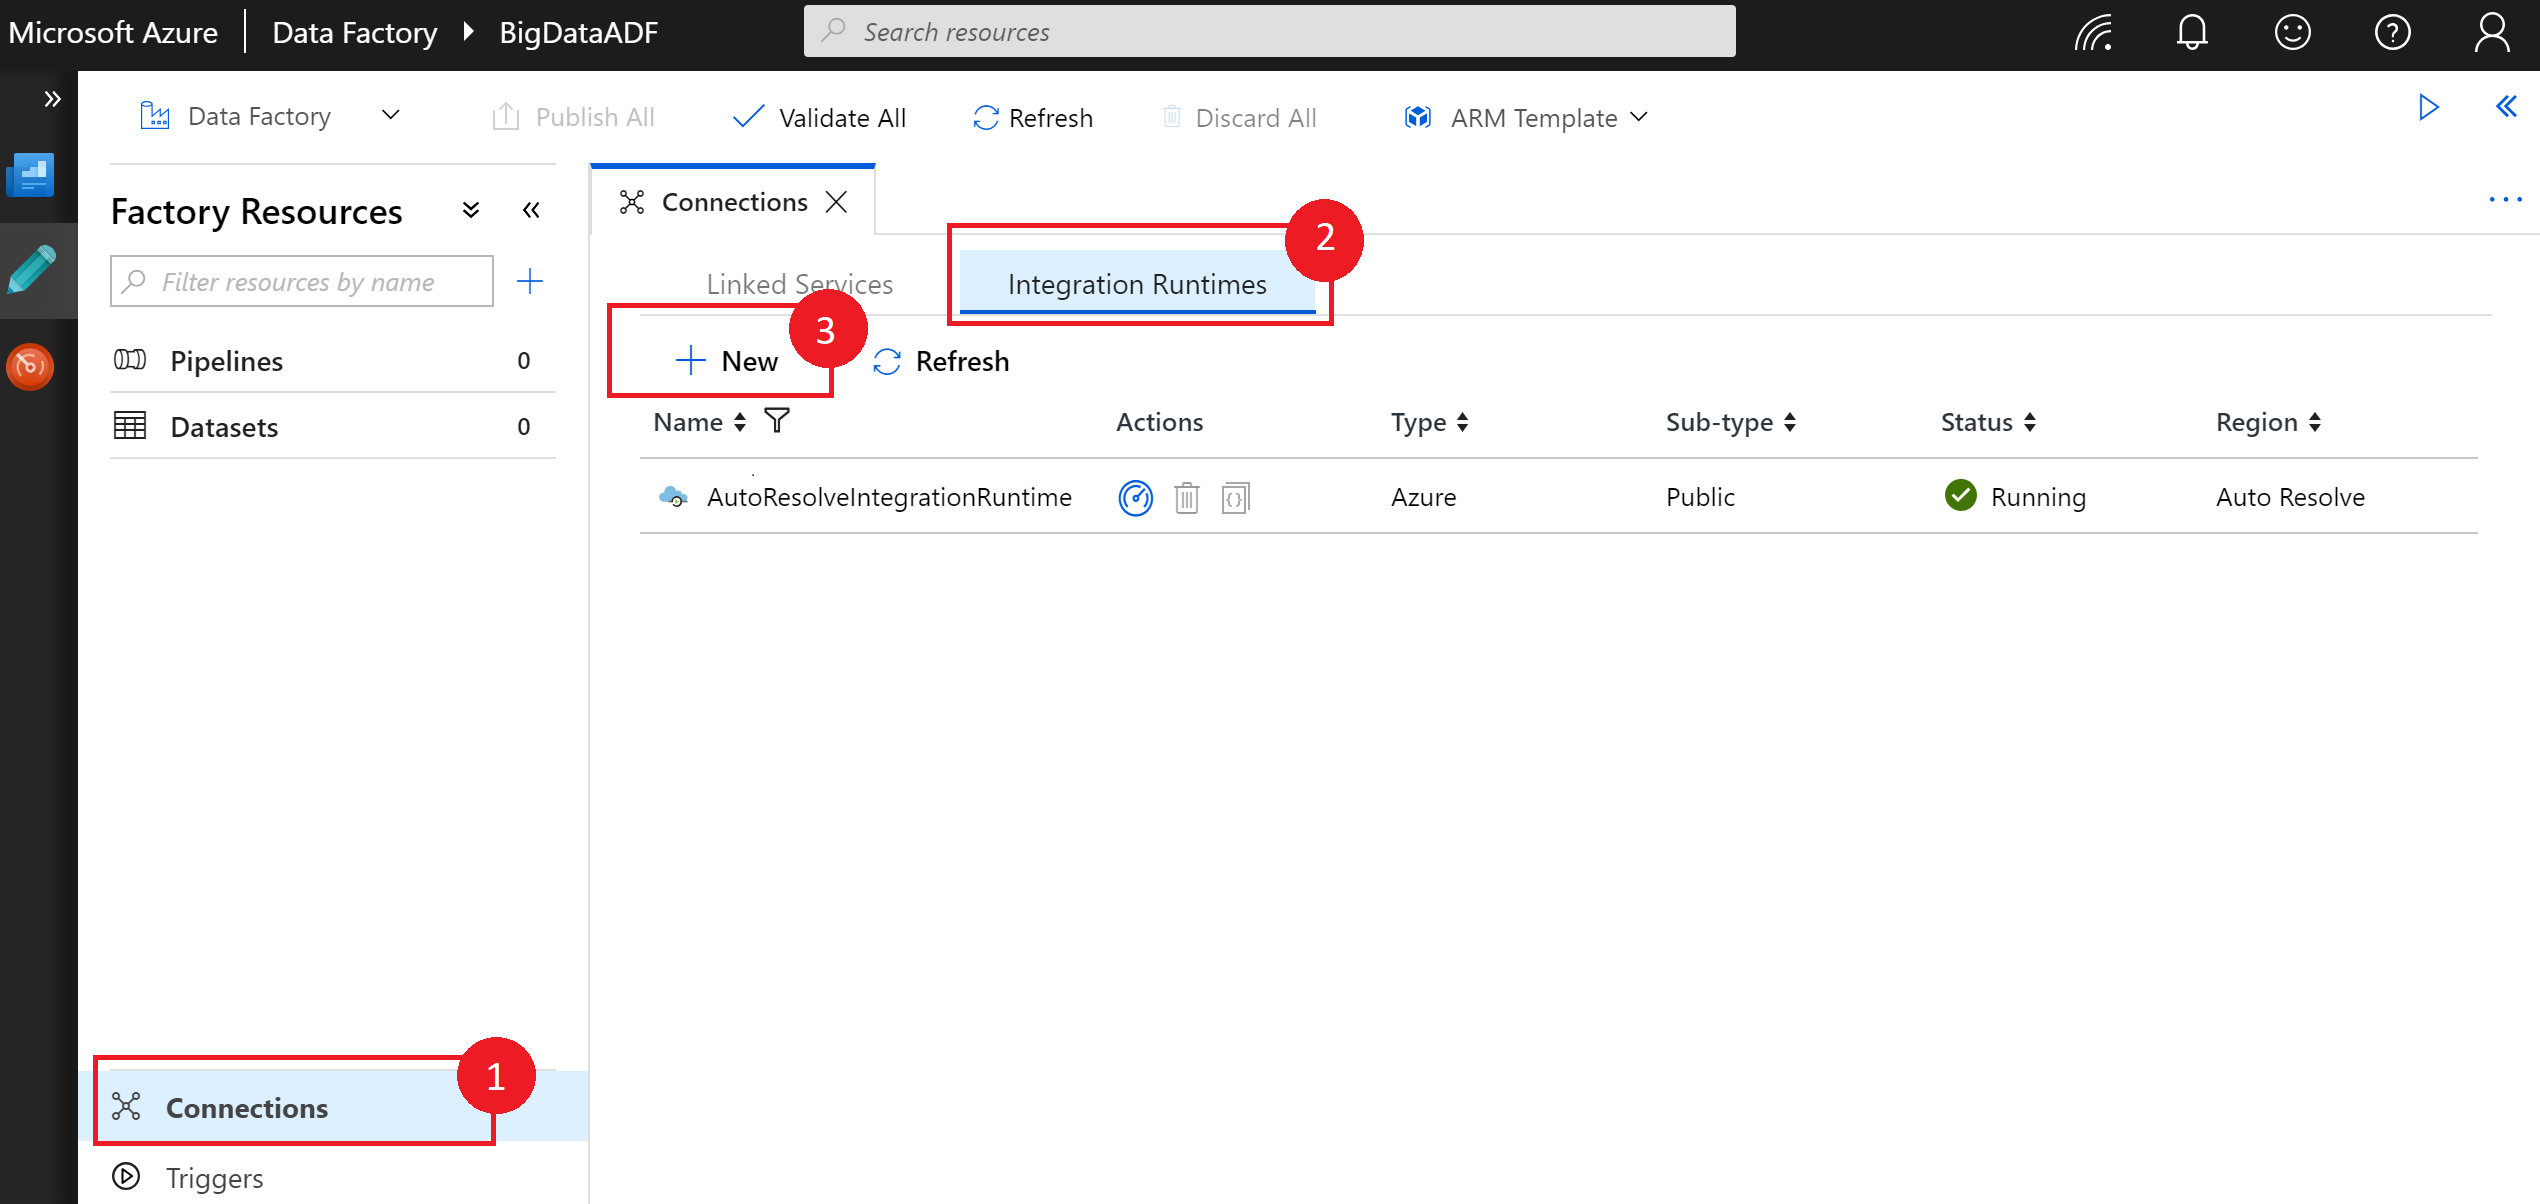 Microsoft Azure Data Factory BigDataADF Search resources
Data Factory Publish All Validate All Refresh Discard All ARM Template
Factory Resources
Filter resources by name
Pipelines 0
Datasets 0
Connections
Triggers
1
Connections
Linked Services Integration Runtimes
2
New Refresh
3
Name Actions Type Sub-type Status Region
AutoResolveIntegrationRuntime Azure Public Running Auto Resolve